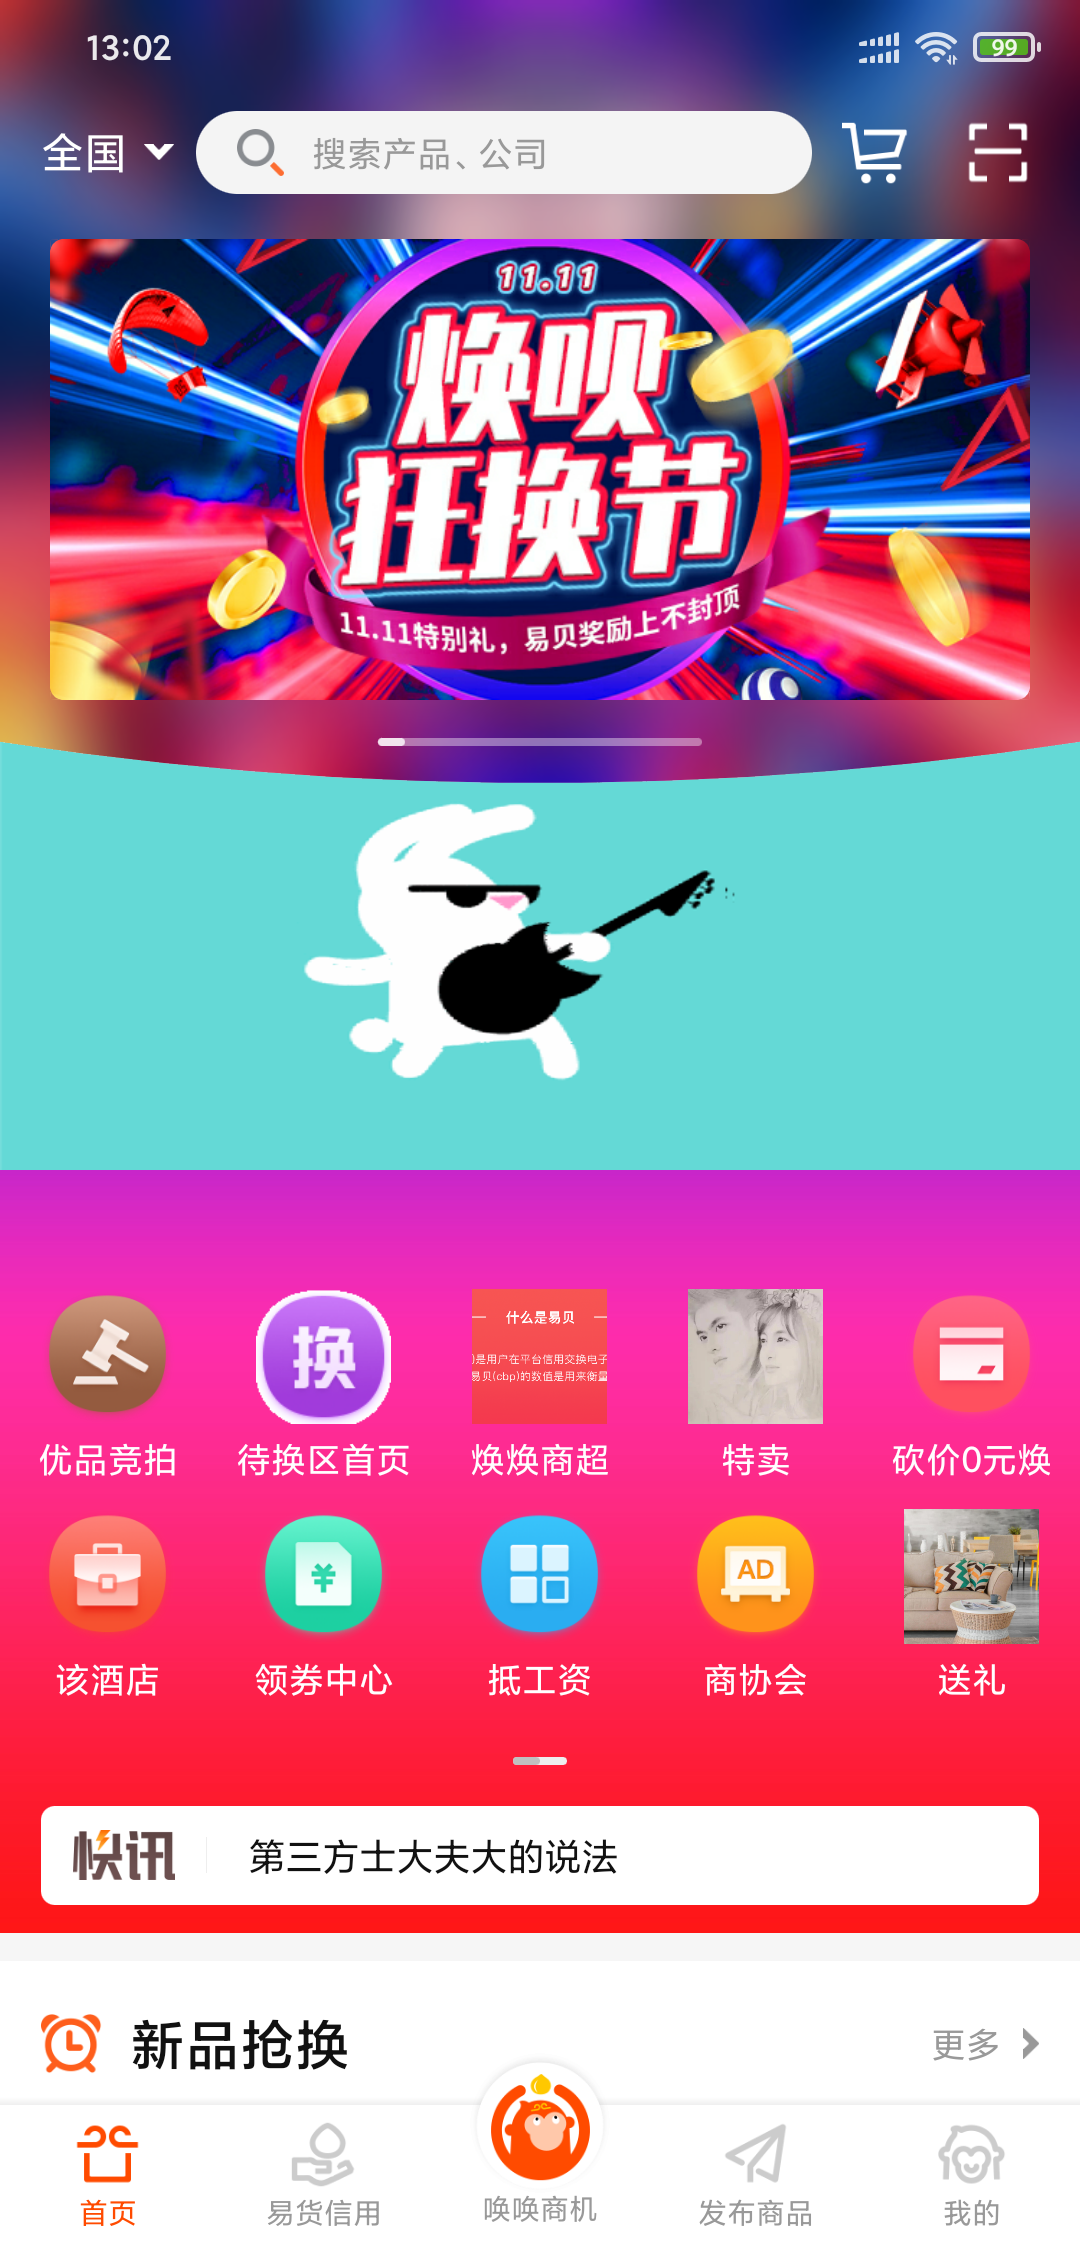 13:02
99
全国
搜索产品、公司
11.11
焕呗
狂换节
11.11特别礼，易贝奖励上不封顶
换
什么是易贝
是用户在平台信用交换电子
易贝(cbp)的数值是用来衡量
优品竞拍
待换区首页
焕焕商超
特卖
砍价0元焕
¥
AD
该酒店
领券中心
抵工资
商协会
送礼
快讯
第三方士大夫大的说法
新品抢换
更多
首页
易货信用
唤唤商机
发布商品
我的